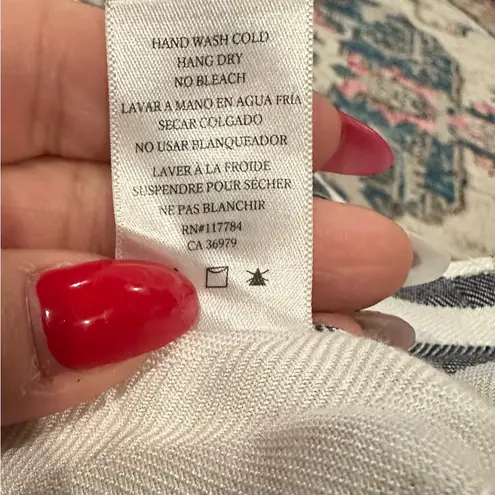 HAND WASH COLD
HANG DRY
NO BLEACH
LAVAR A MANO EN AGUA FRIA
SECAR COLGADO
NO USAR BLANQUEADOR
LAVER À LA FROIDE
SUSPENDRE POUR SÉCHER
NE PAS BLANCHIR
RN#117784
CA 36979